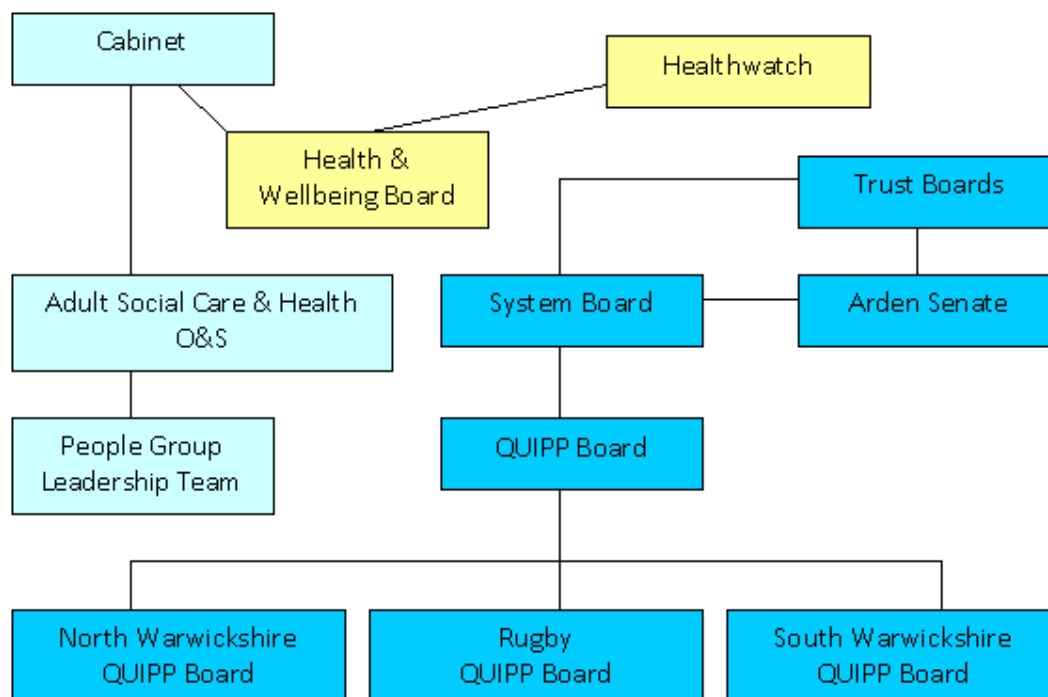 Cabinet
Healthwatch
Health &
Wellbeing Board
Trust Boards
Adult Social Care & Health
O&S
System Board
Arden Senate
People Group
Leadership Team
QUIPP Board
North Warwickshire
QUIPP Board
Rugby
QUIPP Board
South Warwickshire
QUIPP Board